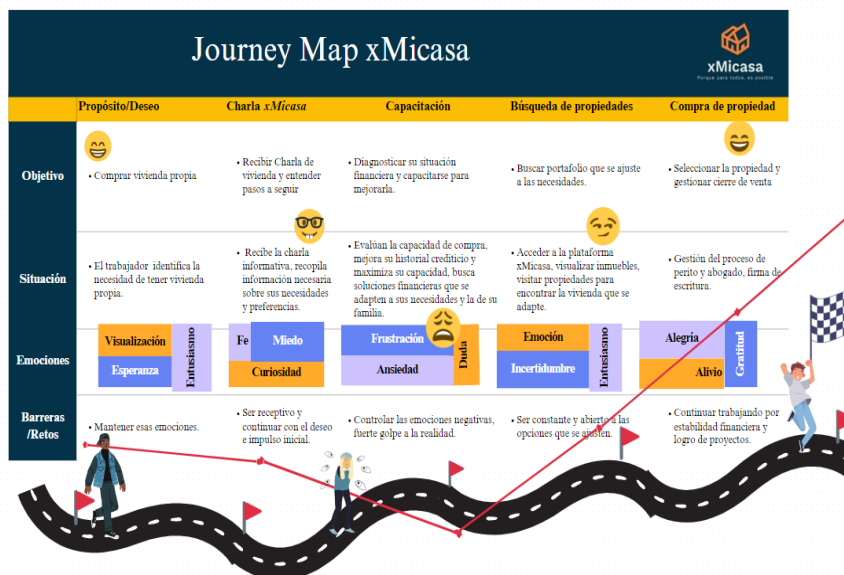 Journey Map xMicasa
xMicasa
Porque para todos, es posible
Propósito/Deseo
Charla xMicasa
Capacitación
Búsqueda de propiedades
Compra de propiedad
Objetivo
• Comprar vivienda propia
• Recibir Charla de
vivienda y entender
pasos a seguir
• Diagnosticar su situación
financiera y capacitarse para
mejorarla.
• Buscar portafolio que se ajuste
a las necesidades.
• Seleccionar la propiedad y
gestionar cierre de venta
Situación
• El trabajador identifica la
necesidad de tener vivienda
propia.
• Recibe la charla
informativa, recopila
información necesaria
sobre sus necesidades
y preferencias.
• Evalúan la capacidad de compra,
mejora su historial crediticio y
maximiza su capacidad, busca
soluciones financieras que se
adapten a sus necesidades y la de su
familia.
• Acceder a la plataforma
xMicasa, visualizar inmuebles,
visitar propiedades para
encontrar la vivienda que se
adapte.
• Gestión del proceso de
perito y abogado, firma de
escritura.
Emociones
Visualización
Esperanza
Entusiasmo
Fe
Miedo
Curiosidad
Frustración
Ansiedad
Duda
Emoción
Incertidumbre
Entusiasmo
Alegría
Alivio
Gratitud
Barreras
/Retos
• Mantener esas emociones.
• Ser receptivo y
continuar con el deseo
e impulso inicial.
• Controlar las emociones negativas,
fuerte golpe a la realidad.
• Ser constante y abierto a las
opciones que se ajusten.
• Continuar trabajando por
estabilidad financiera y
logro de proyectos.